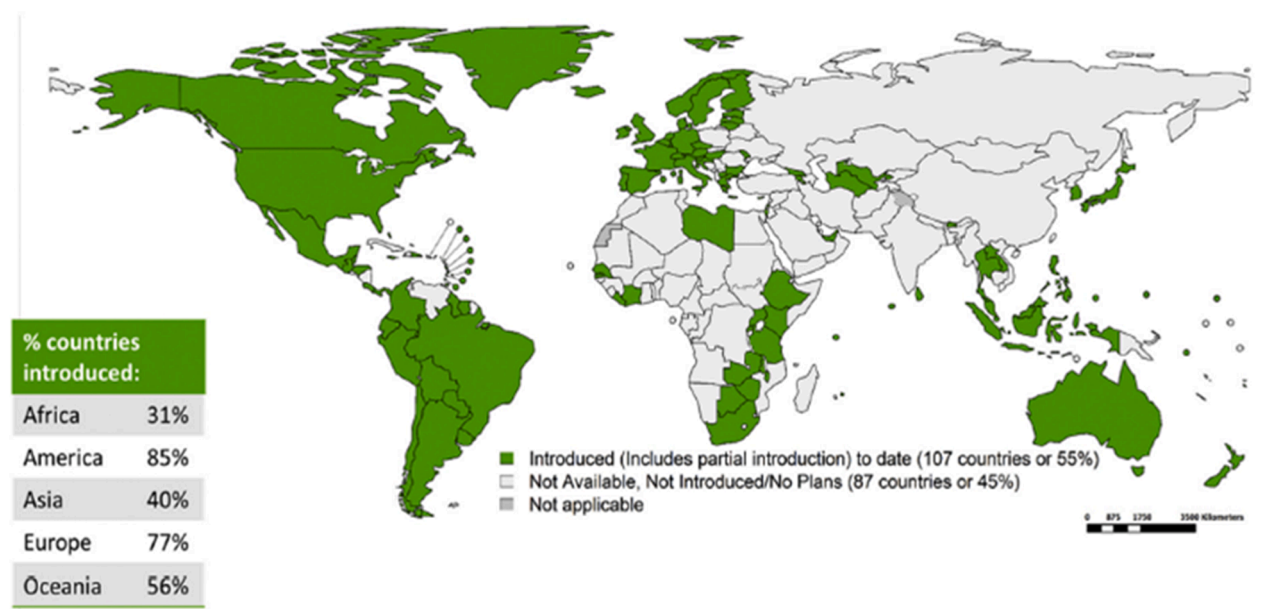 % countries
introduced:
Africa 31%
America 85%
Asia 40%
Europe 77%
Oceania 56%
Introduced (Includes partial introduction) to date (107 countries or 55%)
Not Available, Not Introduced/No Plans (87 countries or 45%)
Not applicable
0 875 1750 3500 Kilometers